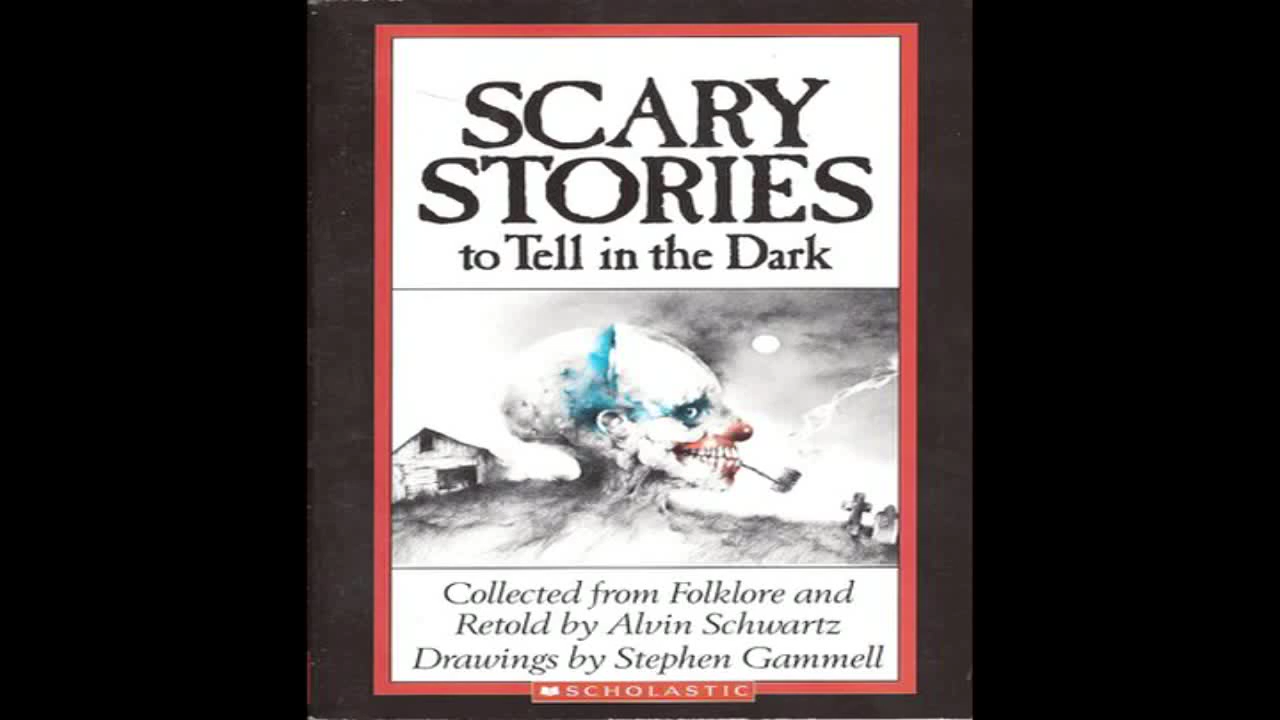 SCARY
STORIES
to Tell in the Dark
Collected from Folklore and
Retold by Alvin Schwartz
Drawings by Stephen Gammell
SCHOLASTIC